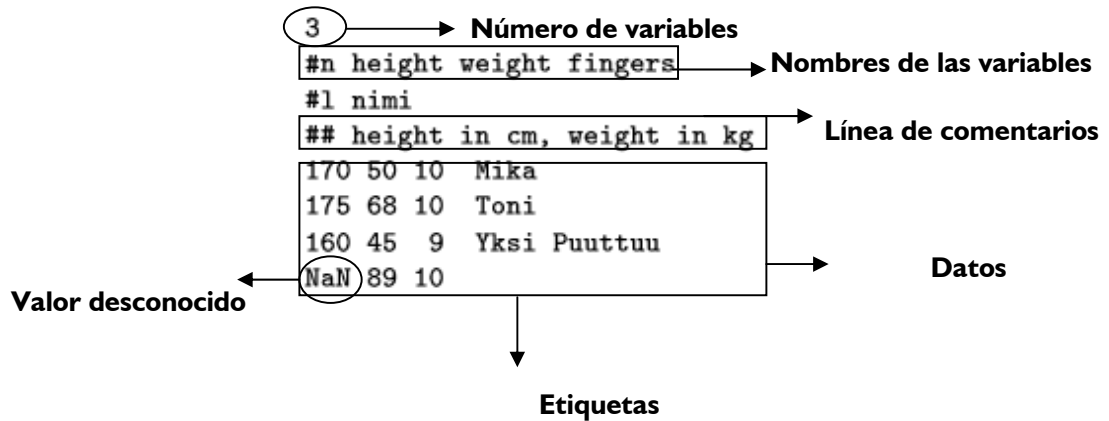 3 Número de variables
#n height weight fingers Nombres de las variables
#l nimi
## height in cm, weight in kg Línea de comentarios
170 50 10 Mika
175 68 10 Toni
160 45 9 Yksi Puuttuu
NaN 89 10
Datos
Valor desconocido
Etiquetas